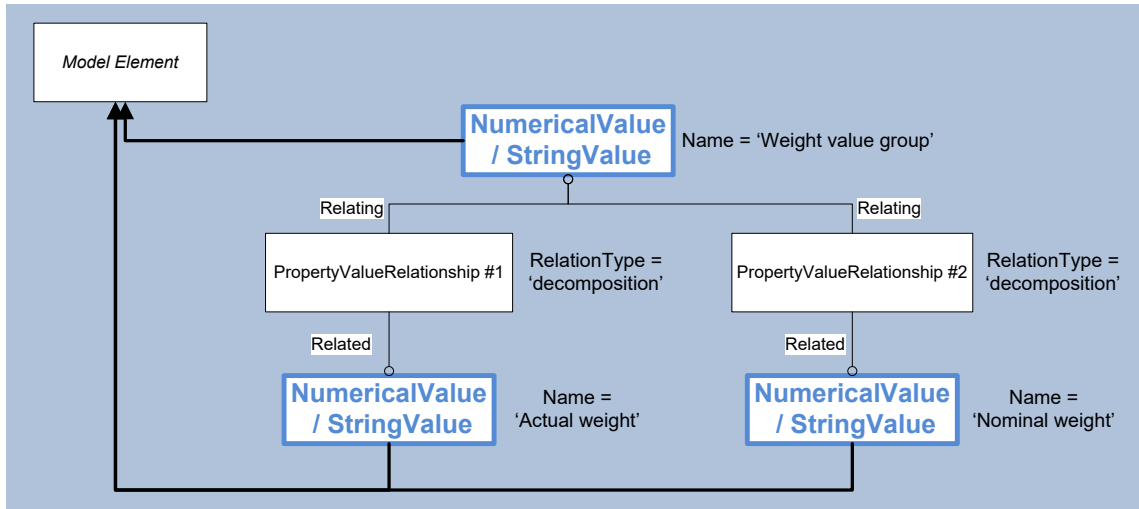 Model Element
NumericalValue
/ StringValue
Name = ‘Weight value group’
Relating
Relating
PropertyValueRelationship #1
RelationType =
‘decomposition’
PropertyValueRelationship #2
RelationType =
‘decomposition’
Related
Related
NumericalValue
/ StringValue
Name =
‘Actual weight’
NumericalValue
/ StringValue
Name =
‘Nominal weight’